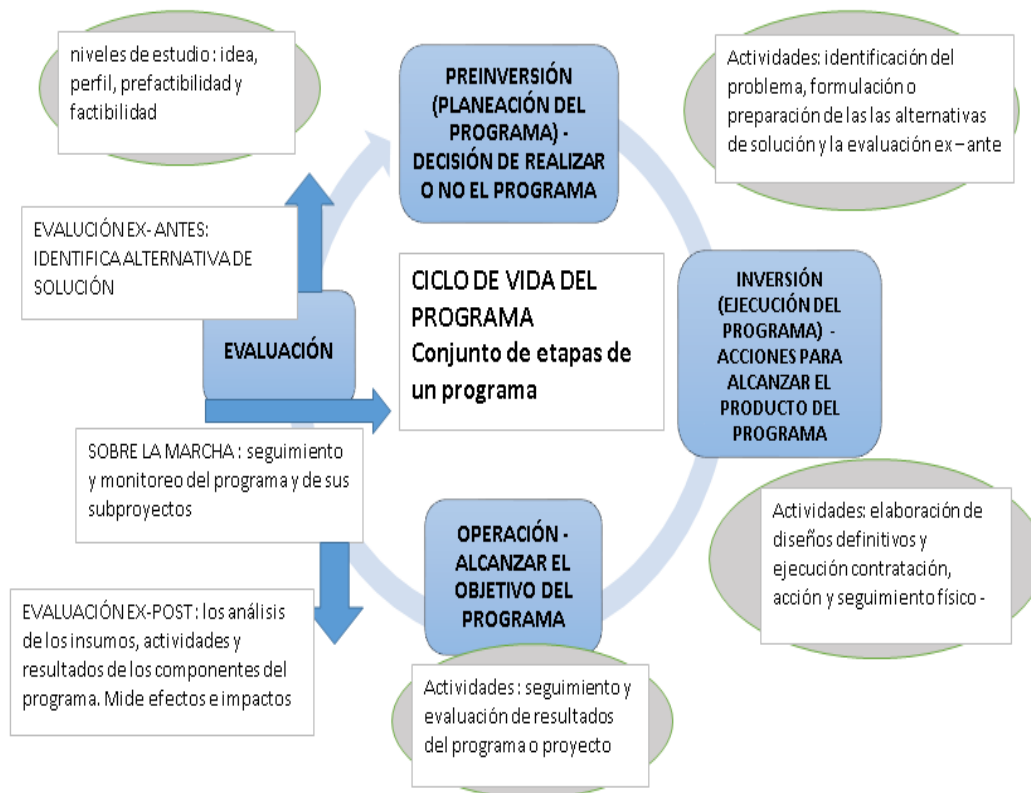 niveles de estudio : idea,
perfil, prefactibilidad y
factibilidad
PREINVERSIÓN
(PLANEACIÓN DEL
PROGRAMA) -
DECISIÓN DE REALIZAR
O NO EL PROGRAMA
Actividades: identificación del
problema, formulación o
preparación de las las alternativas
de solución y la evaluación ex – ante
EVALUCIÓN EX- ANTES:
IDENTIFICA ALTERNATIVA DE
SOLUCIÓN
EVALUACIÓN
CICLO DE VIDA DEL
PROGRAMA
Conjunto de etapas de
un programa
INVERSIÓN
(EJECUCIÓN DEL
PROGRAMA) -
ACCIONES PARA
ALCANZAR EL
PRODUCTO DEL
PROGRAMA
SOBRE LA MARCHA : seguimiento
y monitoreo del programa y de sus
subproyectos
OPERACIÓN -
ALCANZAR EL
OBJETIVO DEL
PROGRAMA
Actividades: elaboración de
diseños definitivos y
ejecución contratación,
acción y seguimiento físico -
EVALUACIÓN EX-POST : los análisis
de los insumos, actividades y
resultados de los componentes del
programa. Mide efectos e impactos
Actividades : seguimiento y
evaluación de resultados
del programa o proyecto